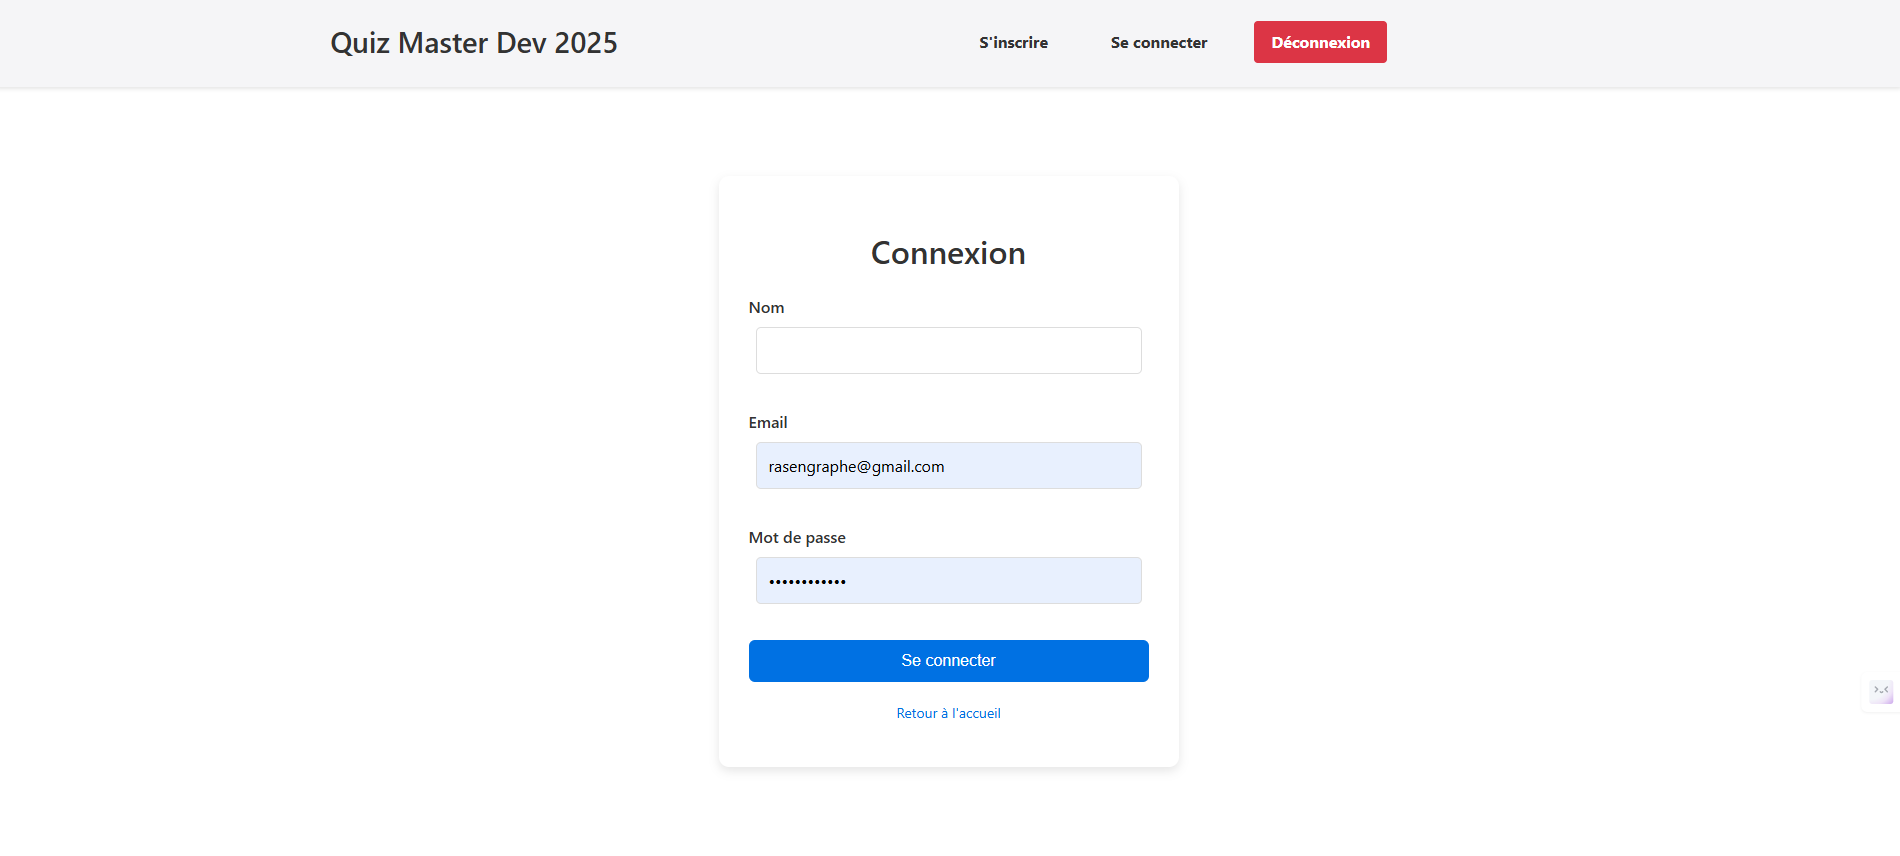 Quiz Master Dev 2025
S'inscrire
Se connecter
Déconnexion
Connexion
Nom
Email
rasengraphe@gmail.com
Mot de passe
••••••••••••
Se connecter
Retour à l'accueil